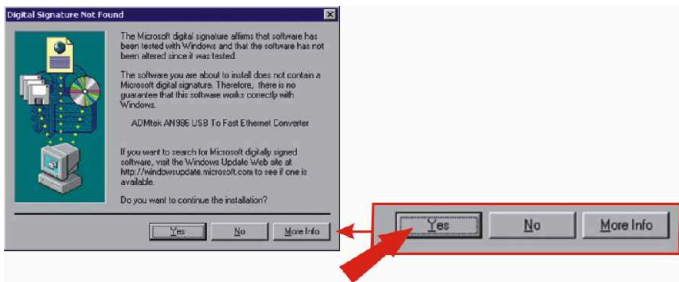 Digital Signature Not Found
The Microsoft digital signature affirms that software has
been tested with Windows and that the software has not
been altered since it was tested.
The software you are about to install does not contain a
Microsoft digital signature. Therefore, there is no
guarantee that this software works correctly with
Windows.
ADMtek AN986 USB To Fast Ethernet Converter
If you want to search for Microsoft digitally signed
software, visit the Windows Update Web site at
http://windowsupdate.microsoft.com to see if one is
available.
Do you want to continue the installation?
Yes No More Info
Yes No More Info